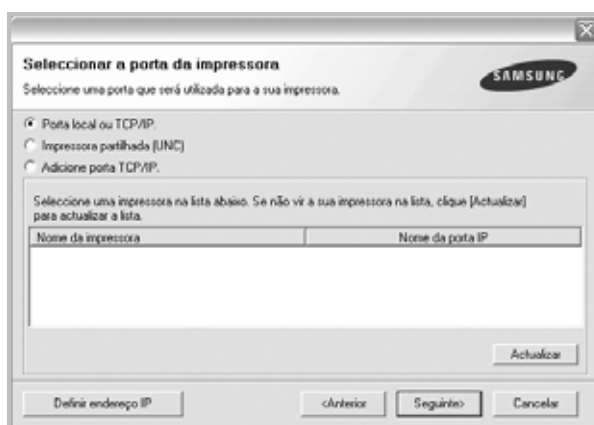 Seleccionar a porta da impressora
Seleccione uma porta que será utilizada para a sua impressora.
SAMSUNG
Porta local ou TCP/IP.
Impressora partilhada (UNC)
Adicione porta TCP/IP.
Seleccione uma impressora na lista abaixo. Se não vir a sua impressora na lista, clique [Actualizar]
para actualizar a lista.
Nome da impressora Nome da porta IP
Actualizar
Definir endereço IP <Anterior Seguinte> Cancelar